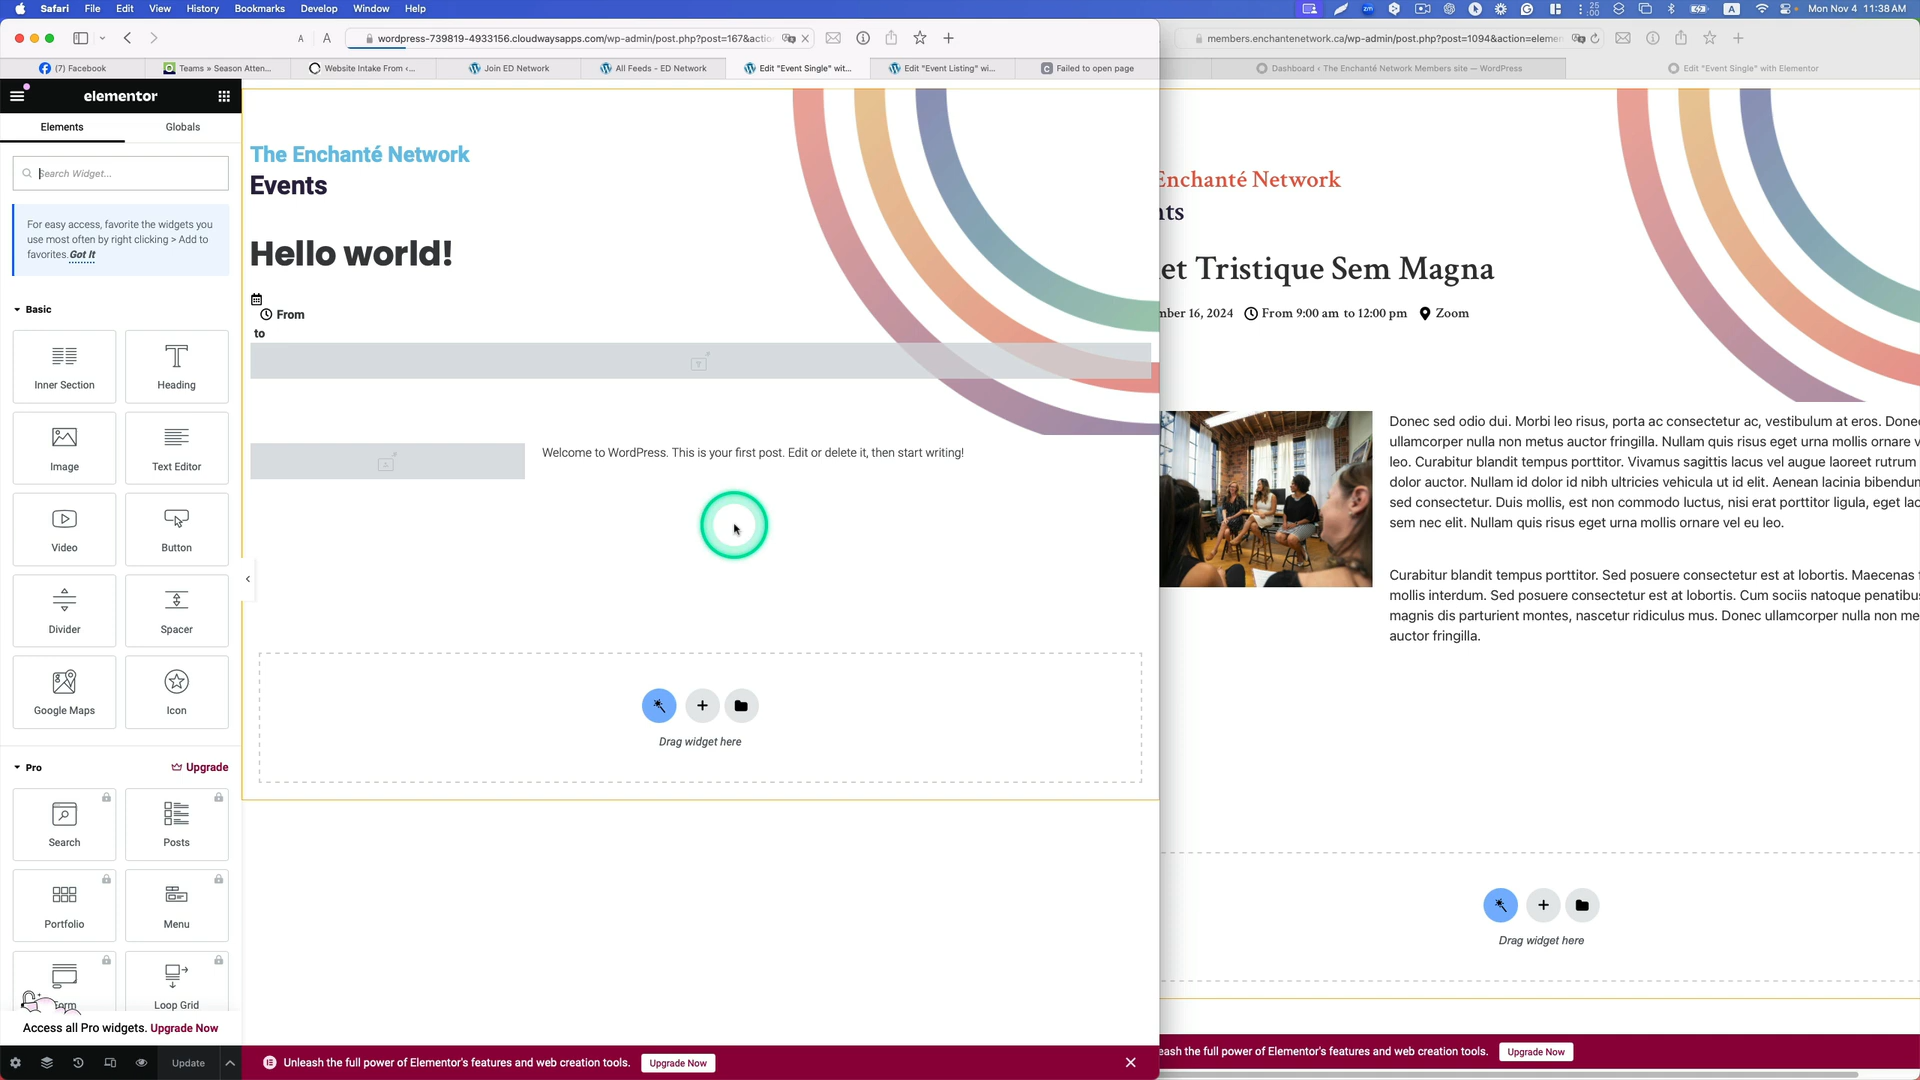 Safari File Edit View History Bookmarks Develop Window Help
25
00
A
Mon Nov 4 11:38 AM
A A wordpress-739819-4933156.cloudwaysapps.com/wp-admin/post.php?post=167&actio
members.enchantenetwork.ca/wp-admin/post.php?post=1094&action=eleme
(7) Facebook
Teams » Season Atten...
Website Intake From ‹...
Join ED Network
All Feeds - ED Network
Edit "Event Single" wit...
Edit "Event Listing" wi...
Failed to open page
Dashboard ‹ The Enchanté Network Members site — WordPress
Edit "Event Single" with Elementor
elementor
Elements Globals
Search Widget...
For easy access, favorite the widgets you
use most often by right clicking > Add to
favorites. Got It
Basic
Inner Section Heading
Image Text Editor
Video Button
Divider Spacer
Google Maps Icon
Pro Upgrade
Search Posts
Portfolio Menu
Form Loop Grid
Access all Pro widgets. Upgrade Now
Update
The Enchanté Network
Events
Hello world!
From
to
Welcome to WordPress. This is your first post. Edit or delete it, then start writing!
Drag widget here
Unleash the full power of Elementor's features and web creation tools. Upgrade Now
Enchanté Network
nts
et Tristique Sem Magna
mber 16, 2024 From 9:00 am to 12:00 pm Zoom
Donec sed odio dui. Morbi leo risus, porta ac consectetur ac, vestibulum at eros. Donec
ullamcorper nulla non metus auctor fringilla. Nullam quis risus eget urna mollis ornare v
leo. Curabitur blandit tempus porttitor. Vivamus sagittis lacus vel augue laoreet rutrum
dolor auctor. Nullam id dolor id nibh ultricies vehicula ut id elit. Aenean lacinia bibendum
sed consectetur. Duis mollis, est non commodo luctus, nisi erat porttitor ligula, eget lac
sem nec elit. Nullam quis risus eget urna mollis ornare vel eu leo.
Curabitur blandit tempus porttitor. Sed posuere consectetur est at lobortis. Maecenas f
mollis interdum. Sed posuere consectetur est at lobortis. Cum sociis natoque penatibus
magnis dis parturient montes, nascetur ridiculus mus. Donec ullamcorper nulla non me
auctor fringilla.
Drag widget here
eash the full power of Elementor's features and web creation tools. Upgrade Now